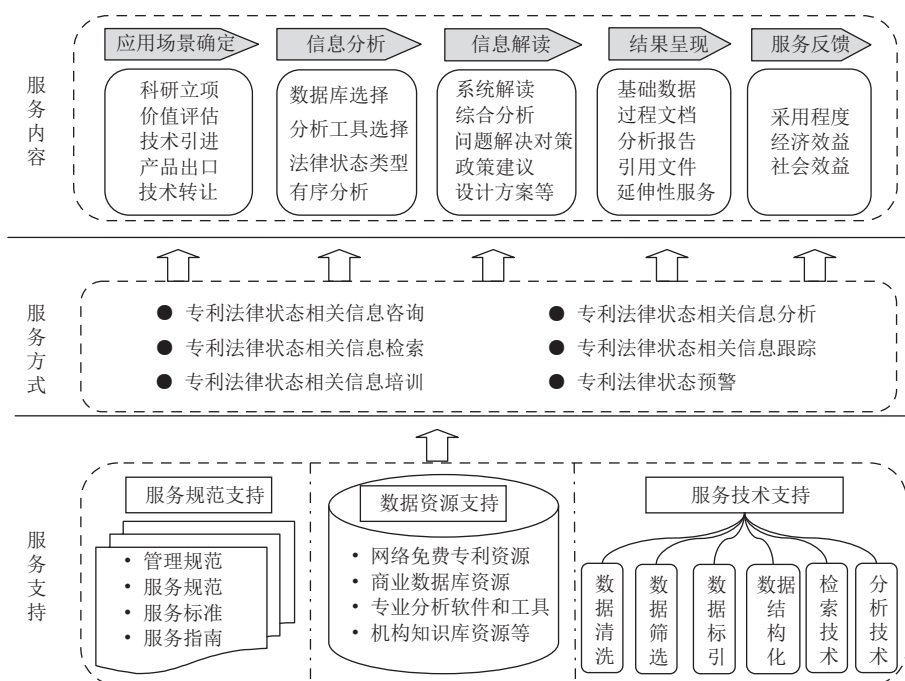 服务内容
应用场景确定
信息分析
信息解读
结果呈现
服务反馈
科研立项
价值评估
技术引进
产品出口
技术转让
数据库选择
分析工具选择
法律状态类型
有序分析
系统解读
综合分析
问题解决对策
政策建议
设计方案等
基础数据
过程文档
分析报告
引用文件
延伸性服务
采用程度
经济效益
社会效益
服务方式
● 专利法律状态相关信息咨询
● 专利法律状态相关信息检索
● 专利法律状态相关信息培训
● 专利法律状态相关信息分析
● 专利法律状态相关信息跟踪
● 专利法律状态预警
服务支持
服务规范支持
• 管理规范
• 服务规范
• 服务标准
• 服务指南
数据资源支持
• 网络免费专利资源
• 商业数据库资源
• 专业分析软件和工具
• 机构知识库资源等
服务技术支持
数据清洗
数据筛选
数据标引
数据结构化
检索技术
分析技术